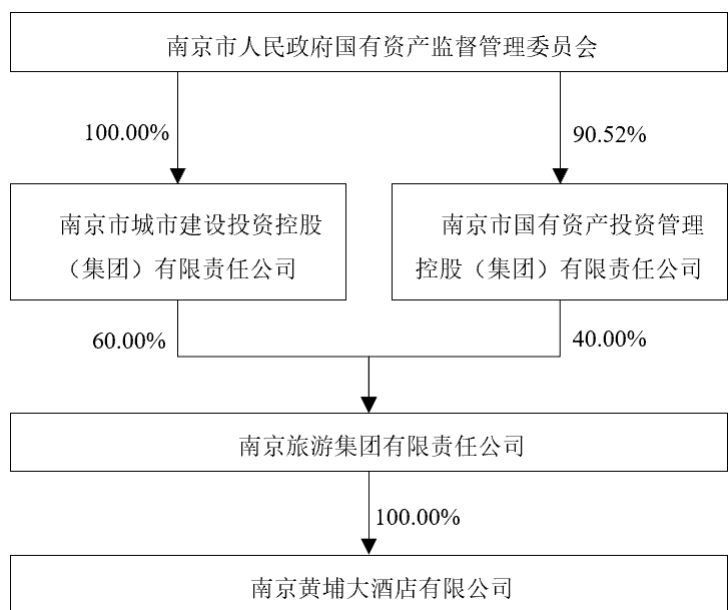 南京市人民政府国有资产监督管理委员会
100.00%
90.52%
南京市城市建设投资控股
（集团）有限责任公司
南京市国有资产投资管理
控股（集团）有限责任公司
60.00%
40.00%
南京旅游集团有限责任公司
100.00%
南京黄埔大酒店有限公司